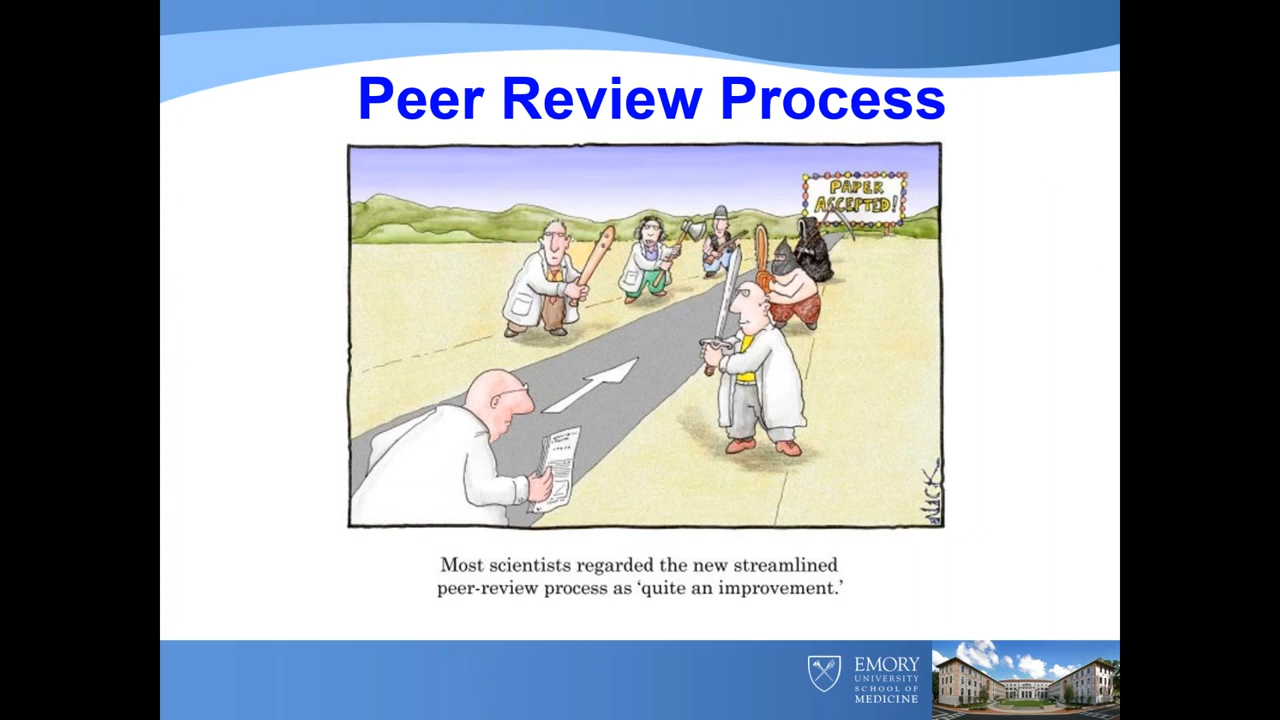 Peer Review Process
PAPER
ACCEPTED!
NICK
Most scientists regarded the new streamlined
peer-review process as ‘quite an improvement.’
EMORY
UNIVERSITY
SCHOOL OF
MEDICINE